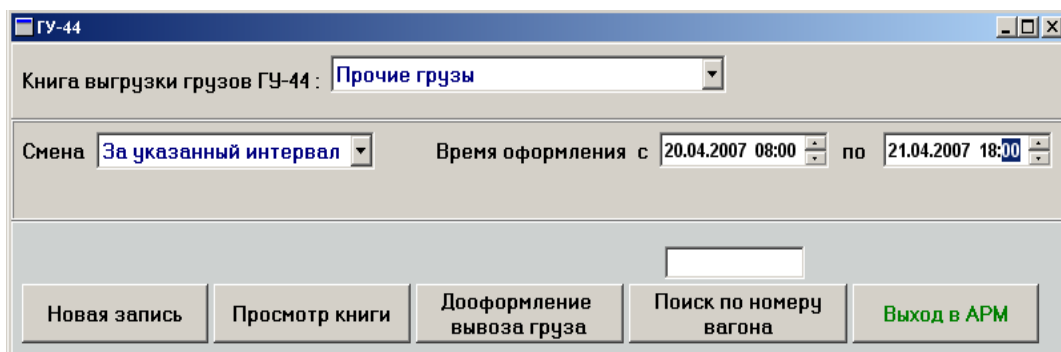 ГУ-44
Книга выгрузки грузов ГУ-44 : Прочие грузы
Смена За указанный интервал Время оформления с 20.04.2007 08:00 по 21.04.2007 18:00
Новая запись Просмотр книги Дооформление вывоза груза Поиск по номеру вагона Выход в АРМ